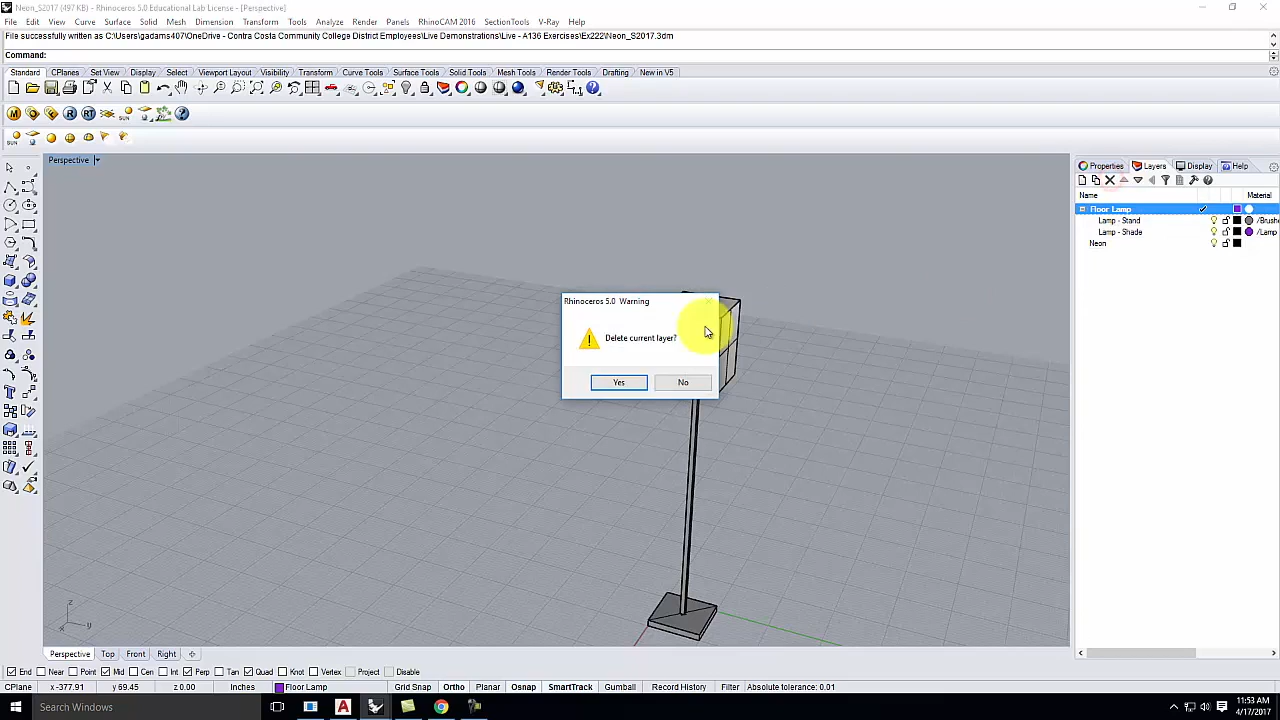 Neon_S2017 (497 KB) - Rhinoceros 5.0 Educational Lab License - [Perspective]
File Edit View Curve Surface Solid Mesh Dimension Transform Tools Analyze Render Panels RhinoCAM 2016 SectionTools V-Ray Help
File successfully written as C:\Users\gadams407\OneDrive - Contra Costa Community College District Employees\Live Demonstrations\Live - A136 Exercises\Ex222\Neon_S2017.3dm
Command:
Standard CPlanes Set View Display Select Viewport Layout Visibility Transform Curve Tools Surface Tools Solid Tools Mesh Tools Render Tools Drafting New in V5
M R RT SUN
SUN
Perspective
Properties Layers Display Help
Name Material
Floor Lamp
Lamp - Stand /Brushe
Lamp - Shade /Lamp
Neon
Rhinoceros 5.0 Warning
Delete current layer?
Yes No
z
x y
Perspective Top Front Right
End Near Point Mid Cen Int Perp Tan Quad Knot Vertex Project Disable
CPlane x -377.91 y 69.45 z 0.00 Inches Floor Lamp Grid Snap Ortho Planar Osnap SmartTrack Gumball Record History Filter Absolute tolerance: 0.01
Search Windows
11:53 AM
4/17/2017